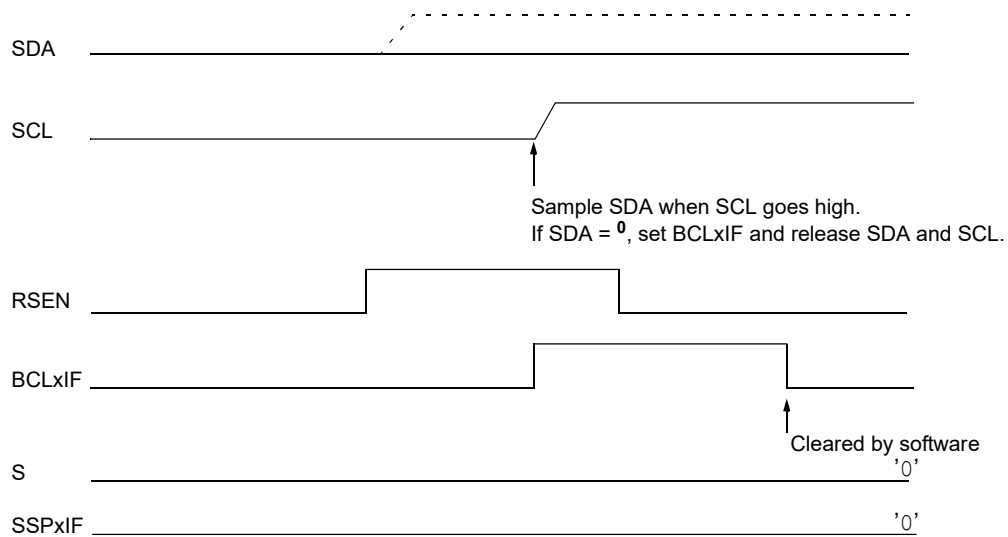 SDA
SCL
Sample SDA when SCL goes high.
If SDA = 0, set BCLxIF and release SDA and SCL.
RSEN
BCLxIF
Cleared by software
S
'0'
SSPxIF
'0'